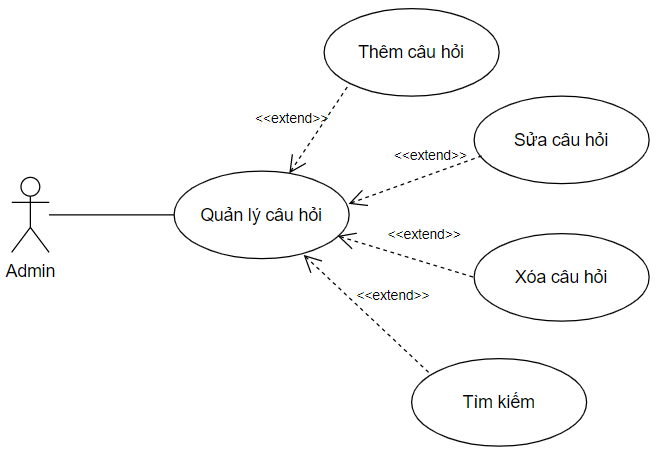 Thêm câu hỏi
<<extend>>
Sửa câu hỏi
<<extend>>
Quản lý câu hỏi
Admin
<<extend>>
Xóa câu hỏi
<<extend>>
Tìm kiếm